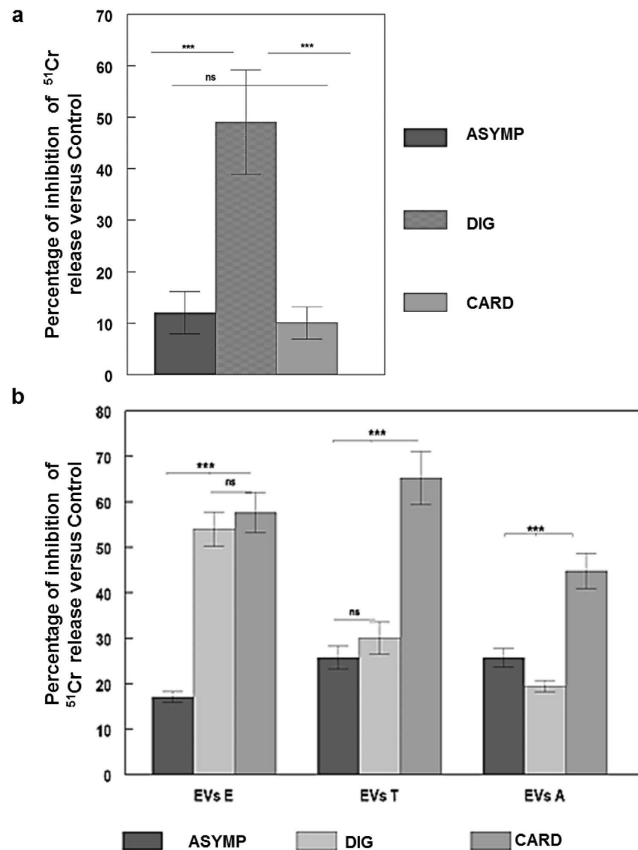 a
Percentage of inhibition of ⁵¹Cr
release versus Control
70
60
50
40
30
20
10
0
***
***
ns
ASYMP
DIG
CARD
b
Percentage of inhibition of
⁵¹Cr release versus Control
80
70
60
50
40
30
20
10
0
***
ns
***
ns
***
EVs E
EVs T
EVs A
ASYMP
DIG
CARD